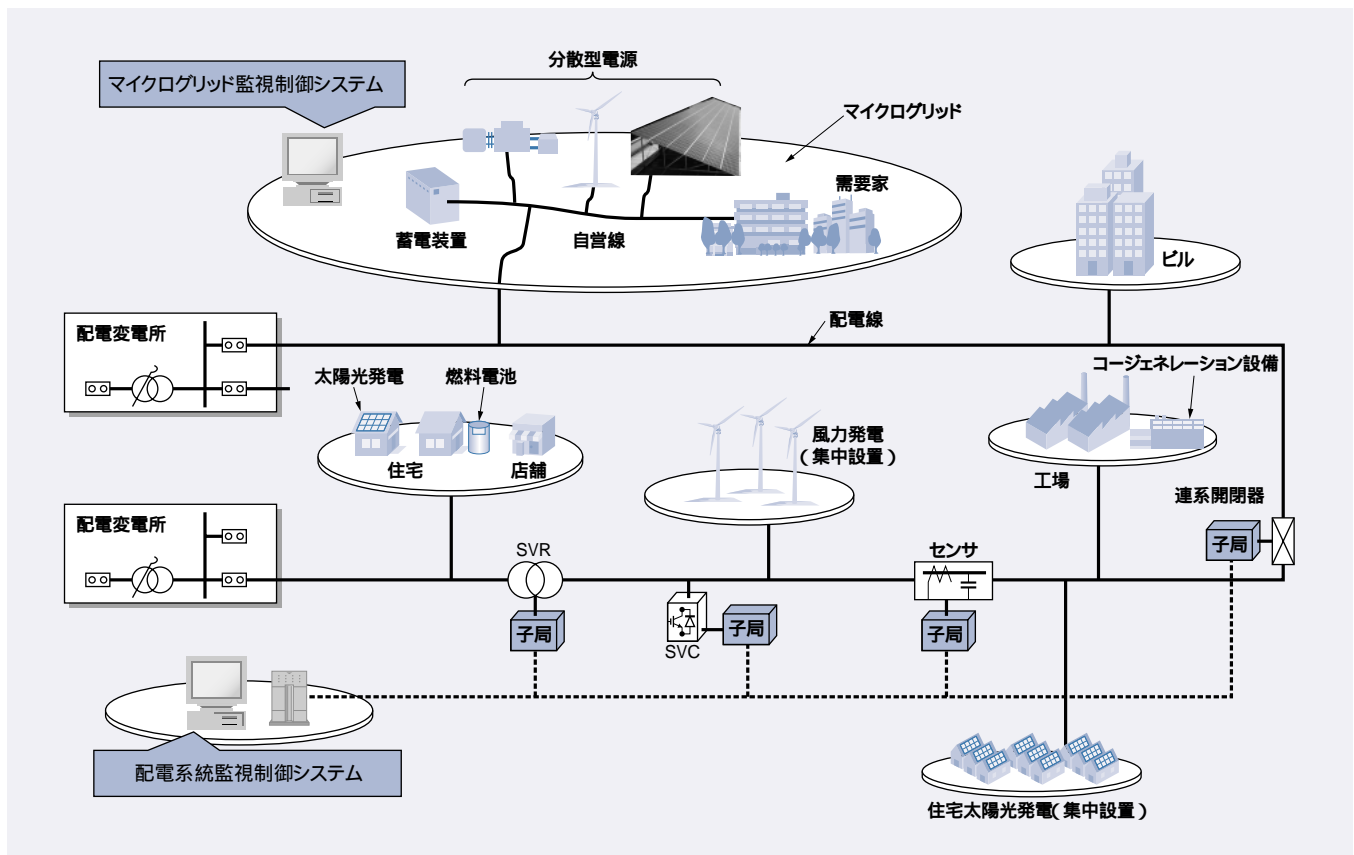 分散型電源
マイクログリッド監視制御システム
マイクログリッド
需要家
蓄電装置
自営線
ビル
配電変電所
配電線
太陽光発電
燃料電池
コージェネレーション設備
住宅
店舗
風力発電
(集中設置)
工場
連系開閉器
配電変電所
SVR
センサ
子局
子局
子局
子局
SVC
配電系統監視制御システム
住宅太陽光発電(集中設置)